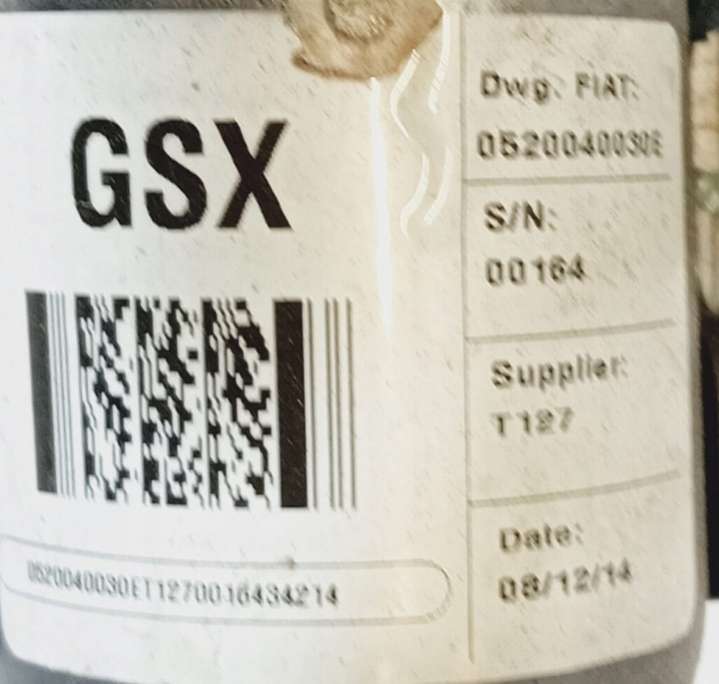 GSX
0520040030ET1270016434214
Dwg. FIAT:
0520040030E
S/N:
00164
Supplier:
T127
Date:
08/12/14